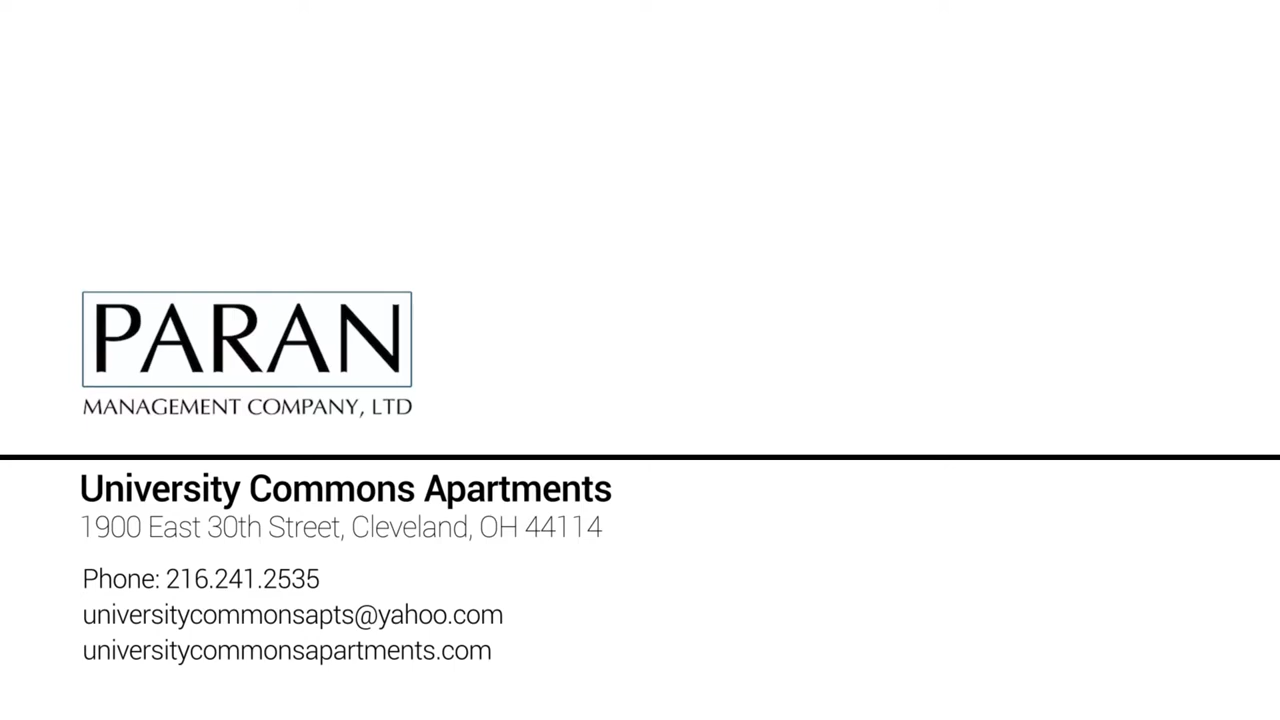 PARAN
MANAGEMENT COMPANY, LTD
University Commons Apartments
1900 East 30th Street, Cleveland, OH 44114
Phone: 216.241.2535
universitycommonsapts@yahoo.com
universitycommonsapartments.com